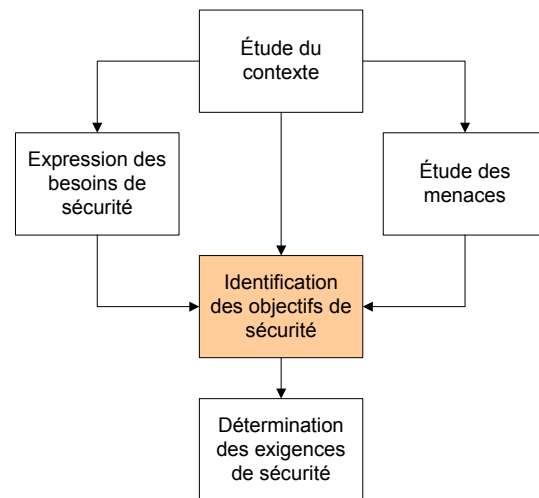 Étude du
contexte
Expression des
besoins de
sécurité
Étude des
menaces
Identification
des objectifs de
sécurité
Détermination
des exigences
de sécurité